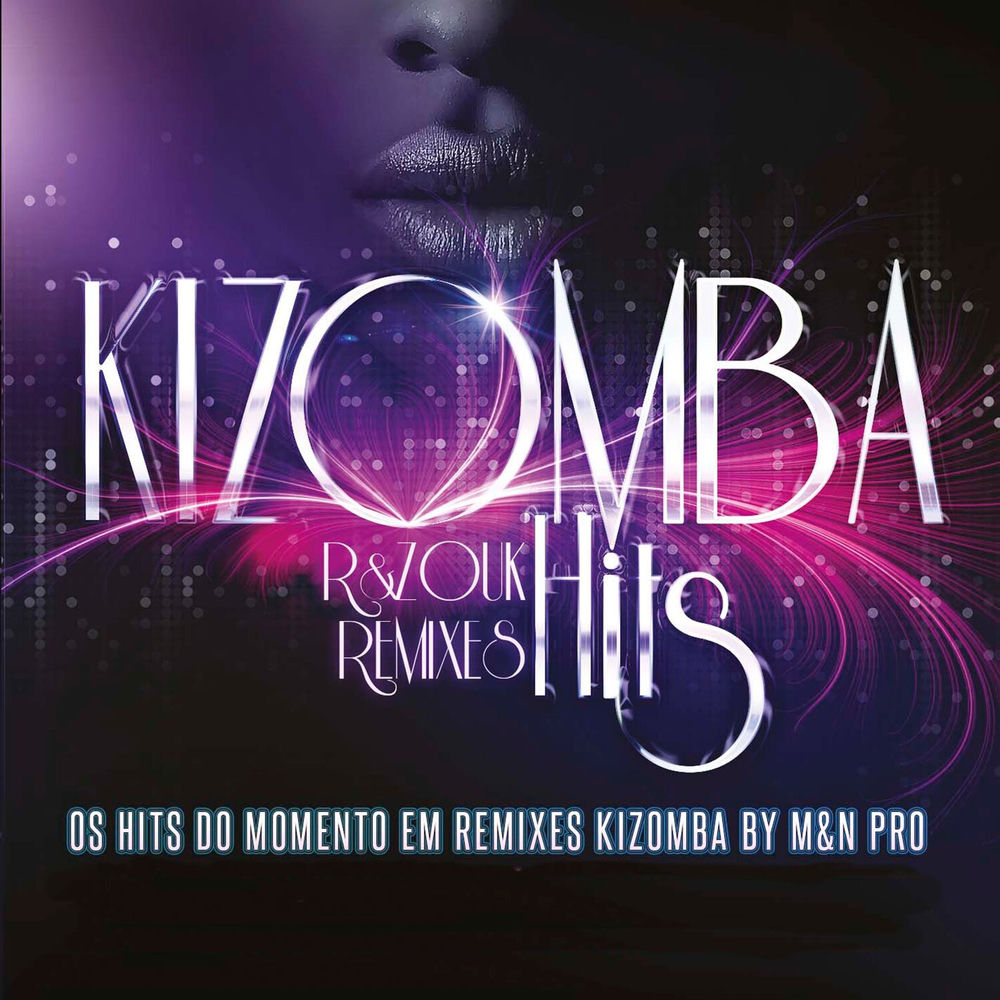 KIZOMBA
Hits
R&ZOUK
REMIXES
OS HITS DO MOMENTO EM REMIXES KIZOMBA BY M&N PRO